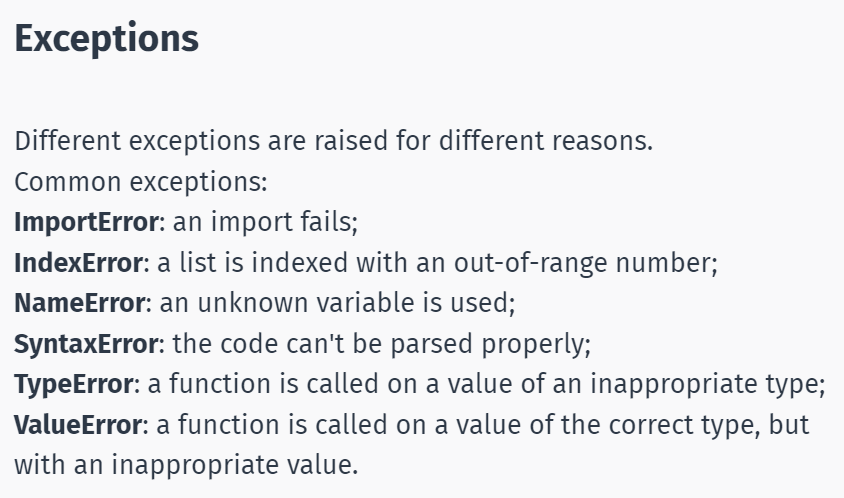 Exceptions
Different exceptions are raised for different reasons.
Common exceptions:
ImportError: an import fails;
IndexError: a list is indexed with an out-of-range number;
NameError: an unknown variable is used;
SyntaxError: the code can't be parsed properly;
TypeError: a function is called on a value of an inappropriate type;
ValueError: a function is called on a value of the correct type, but
with an inappropriate value.